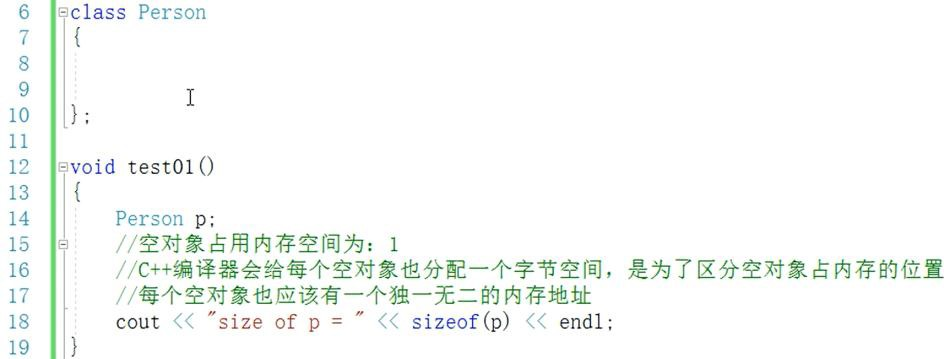 6 class Person
7 {
8
9
10 };
11
12 void test01()
13 {
14 Person p;
15 //空对象占用内存空间为：1
16 //C++编译器会给每个空对象也分配一个字节空间，是为了区分空对象占内存的位置
17 //每个空对象也应该有一个独一无二的内存地址
18 cout << "size of p = " << sizeof(p) << endl;
19 }